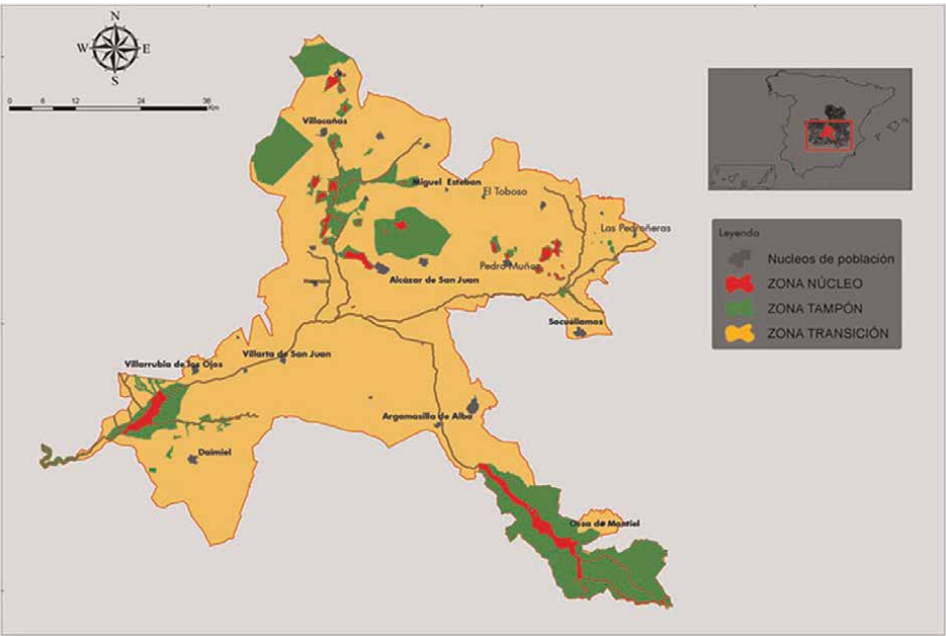 N
W E
S
0 6 12 24 36
Km
Villacañas
Miguel Esteban
El Toboso
Las Pedroñeras
Pedro Muñoz
Alcázar de San Juan
Socuéllamos
Villarta de San Juan
Villarrubia de los Ojos
Argamasilla de Alba
Daimiel
Ossa de Montiel
Leyenda
Nucleos de población
ZONA NÚCLEO
ZONA TAMPÓN
ZONA TRANSICIÓN